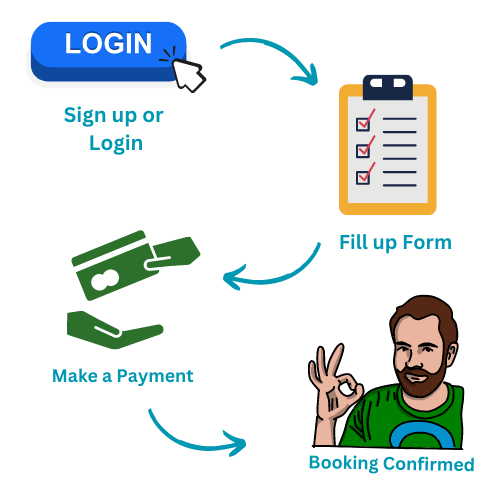 LOGIN
Sign up or
Login
Fill up Form
Make a Payment
Booking Confirmed